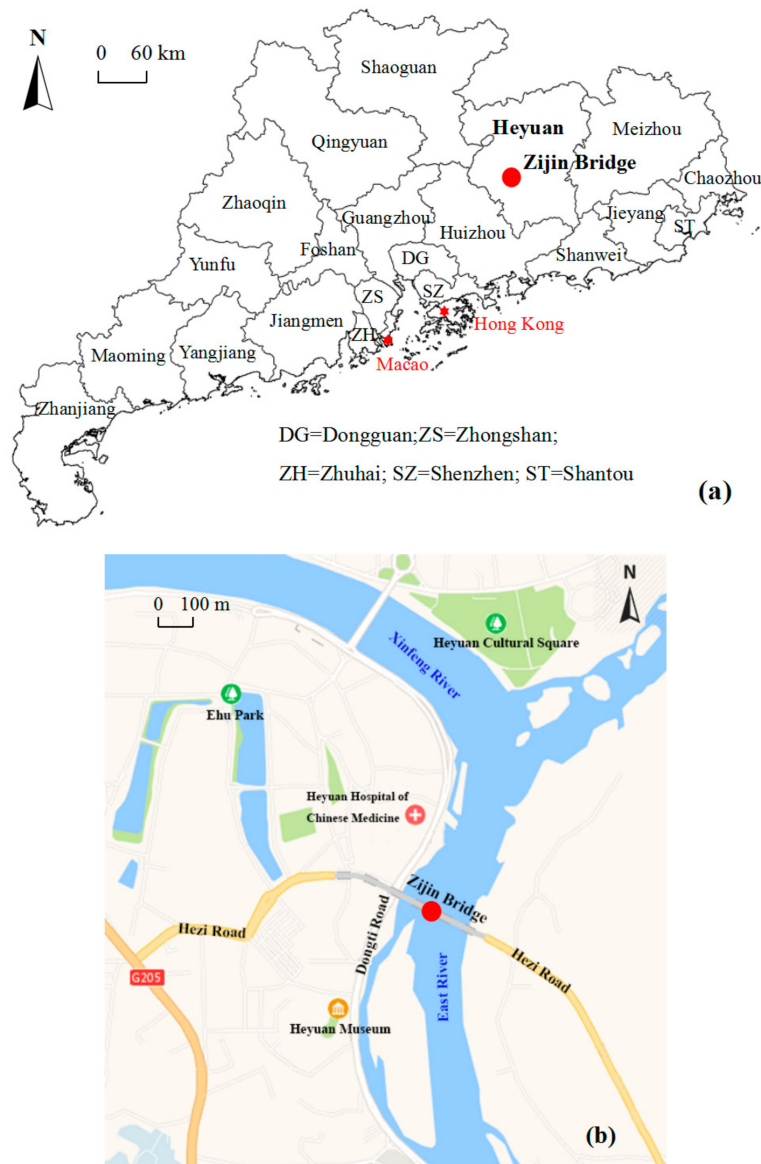 N
0 60 km
Shaoguan
Heyuan
Meizhou
Qingyuan
Zijin Bridge
Chaozhou
Zhaoqin
Guangzhou
Jieyang
ST
Huizhou
Foshan
Shanwei
DG
Yunfu
ZS
SZ
Jiangmen
Hong Kong
ZH
Yangjiang
Maoming
Macao
Zhanjiang
DG=Dongguan;ZS=Zhongshan;
ZH=Zhuhai; SZ=Shenzhen; ST=Shantou
(a)
N
0 100 m
Heyuan Cultural Square
Xinfeng River
Ehu Park
Heyuan Hospital of
Chinese Medicine
Zijin Bridge
Hezi Road
Dongti Road
Hezi Road
G205
East River
Heyuan Museum
(b)